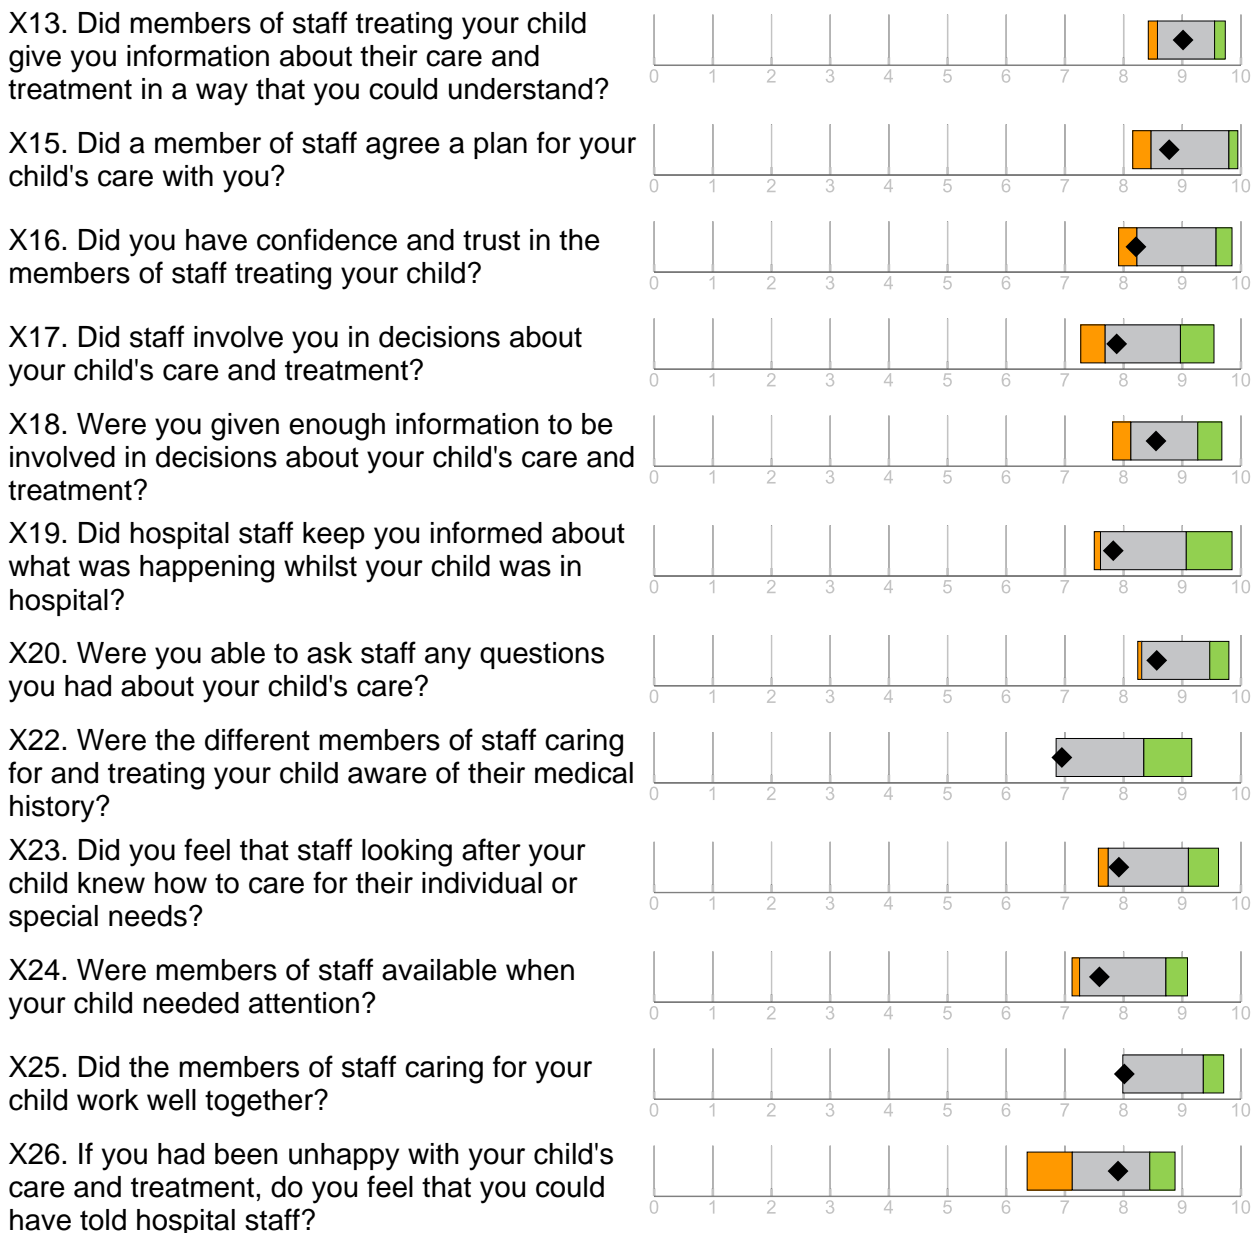 X13. Did members of staff treating your child
give you information about their care and
treatment in a way that you could understand?
0 1 2 3 4 5 6 7 8 9 10
X15. Did a member of staff agree a plan for your
child's care with you?
0 1 2 3 4 5 6 7 8 9 10
X16. Did you have confidence and trust in the
members of staff treating your child?
0 1 2 3 4 5 6 7 8 9 10
X17. Did staff involve you in decisions about
your child's care and treatment?
0 1 2 3 4 5 6 7 8 9 10
X18. Were you given enough information to be
involved in decisions about your child's care and
treatment?
0 1 2 3 4 5 6 7 8 9 10
X19. Did hospital staff keep you informed about
what was happening whilst your child was in
hospital?
0 1 2 3 4 5 6 7 8 9 10
X20. Were you able to ask staff any questions
you had about your child's care?
0 1 2 3 4 5 6 7 8 9 10
X22. Were the different members of staff caring
for and treating your child aware of their medical
history?
0 1 2 3 4 5 6 7 8 9 10
X23. Did you feel that staff looking after your
child knew how to care for their individual or
special needs?
0 1 2 3 4 5 6 7 8 9 10
X24. Were members of staff available when
your child needed attention?
0 1 2 3 4 5 6 7 8 9 10
X25. Did the members of staff caring for your
child work well together?
0 1 2 3 4 5 6 7 8 9 10
X26. If you had been unhappy with your child's
care and treatment, do you feel that you could
have told hospital staff?
0 1 2 3 4 5 6 7 8 9 10